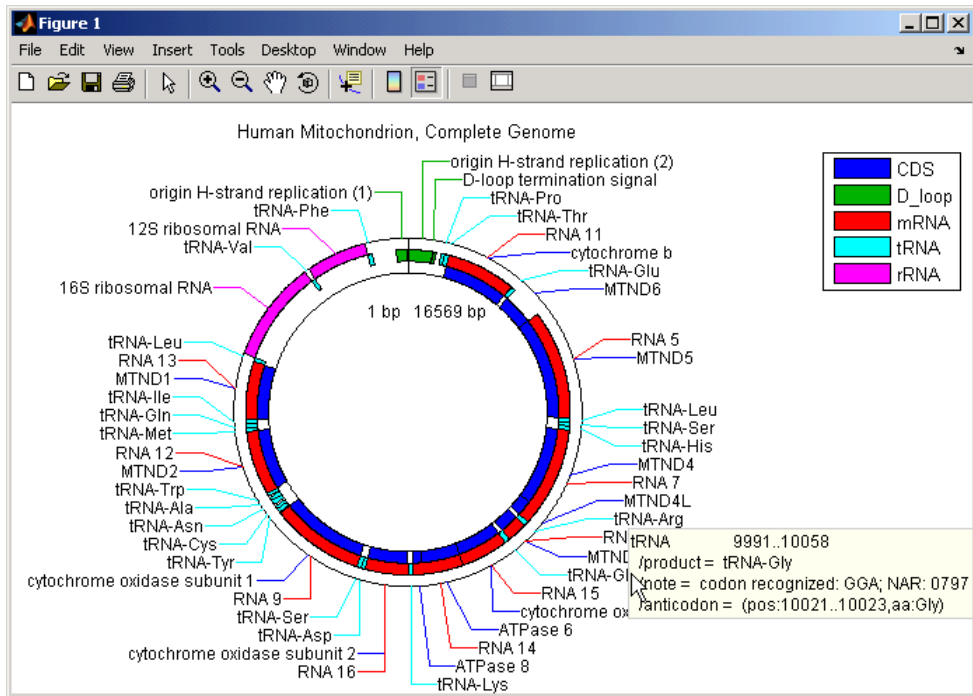 Figure 1
File Edit View Insert Tools Desktop Window Help
Human Mitochondrion, Complete Genome
origin H-strand replication (2)
D-loop termination signal
origin H-strand replication (1)
tRNA-Pro
tRNA-Phe
tRNA-Thr
12S ribosomal RNA
RNA 11
tRNA-Val
cytochrome b
tRNA-Glu
16S ribosomal RNA
MTND6
1 bp 16569 bp
CDS
D_loop
mRNA
tRNA
rRNA
tRNA-Leu
RNA 13
MTND1
tRNA-Ile
tRNA-Gln
tRNA-Met
RNA 12
MTND2
tRNA-Trp
tRNA-Ala
tRNA-Asn
tRNA-Cys
tRNA-Tyr
cytochrome oxidase subunit 1
RNA 9
tRNA-Ser
tRNA-Asp
cytochrome oxidase subunit 2
RNA 16
RNA 5
MTND5
tRNA-Leu
tRNA-Ser
tRNA-His
MTND4
RNA 7
MTND4L
tRNA-Arg
RN
MTND
tRNA-Gl
RNA 15
cytochrome ox
ATPase 6
RNA 14
ATPase 8
tRNA-Lys
tRNA 9991..10058
/product = tRNA-Gly
/note = codon recognized: GGA; NAR: 0797
/anticodon = (pos:10021..10023,aa:Gly)